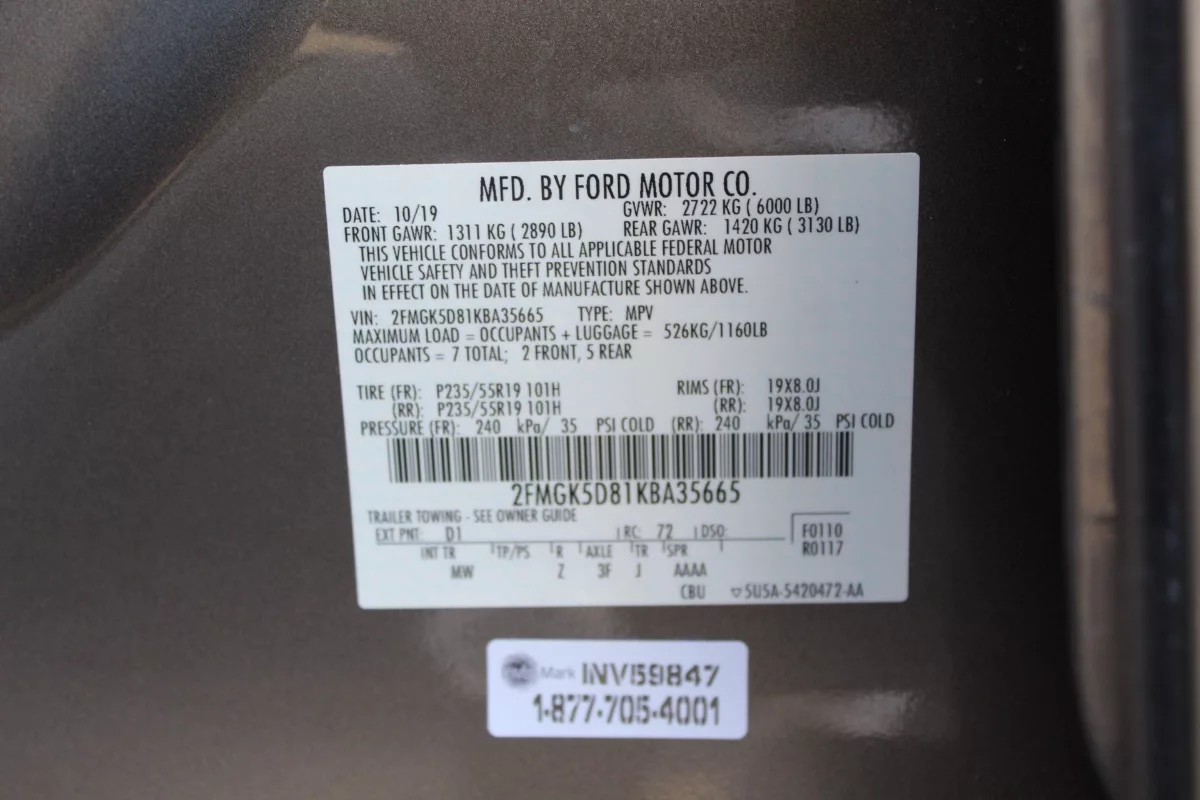 MFD. BY FORD MOTOR CO.
DATE: 10/19 GVWR: 2722 KG ( 6000 LB)
FRONT GAWR: 1311 KG ( 2890 LB) REAR GAWR: 1420 KG ( 3130 LB)
THIS VEHICLE CONFORMS TO ALL APPLICABLE FEDERAL MOTOR
VEHICLE SAFETY AND THEFT PREVENTION STANDARDS
IN EFFECT ON THE DATE OF MANUFACTURE SHOWN ABOVE.
VIN: 2FMGK5D81KBA35665 TYPE: MPV
MAXIMUM LOAD = OCCUPANTS + LUGGAGE = 526KG/1160LB
OCCUPANTS = 7 TOTAL; 2 FRONT, 5 REAR
TIRE (FR): P235/55R19 101H RIMS (FR): 19X8.0J
(RR): P235/55R19 101H (RR): 19X8.0J
PRESSURE (FR): 240 kPa/ 35 PSI COLD (RR): 240 kPa/ 35 PSI COLD
2FMGK5D81KBA35665
TRAILER TOWING - SEE OWNER GUIDE
EXT PNT: D1 RC: 72 DSO: F0110
R0117
INT TR TP/PS R AXLE TR SPR
MW Z 3F J AAAA
CBU ▽5U5A-5420472-AA
Mark INV59847
1-877-705-4001